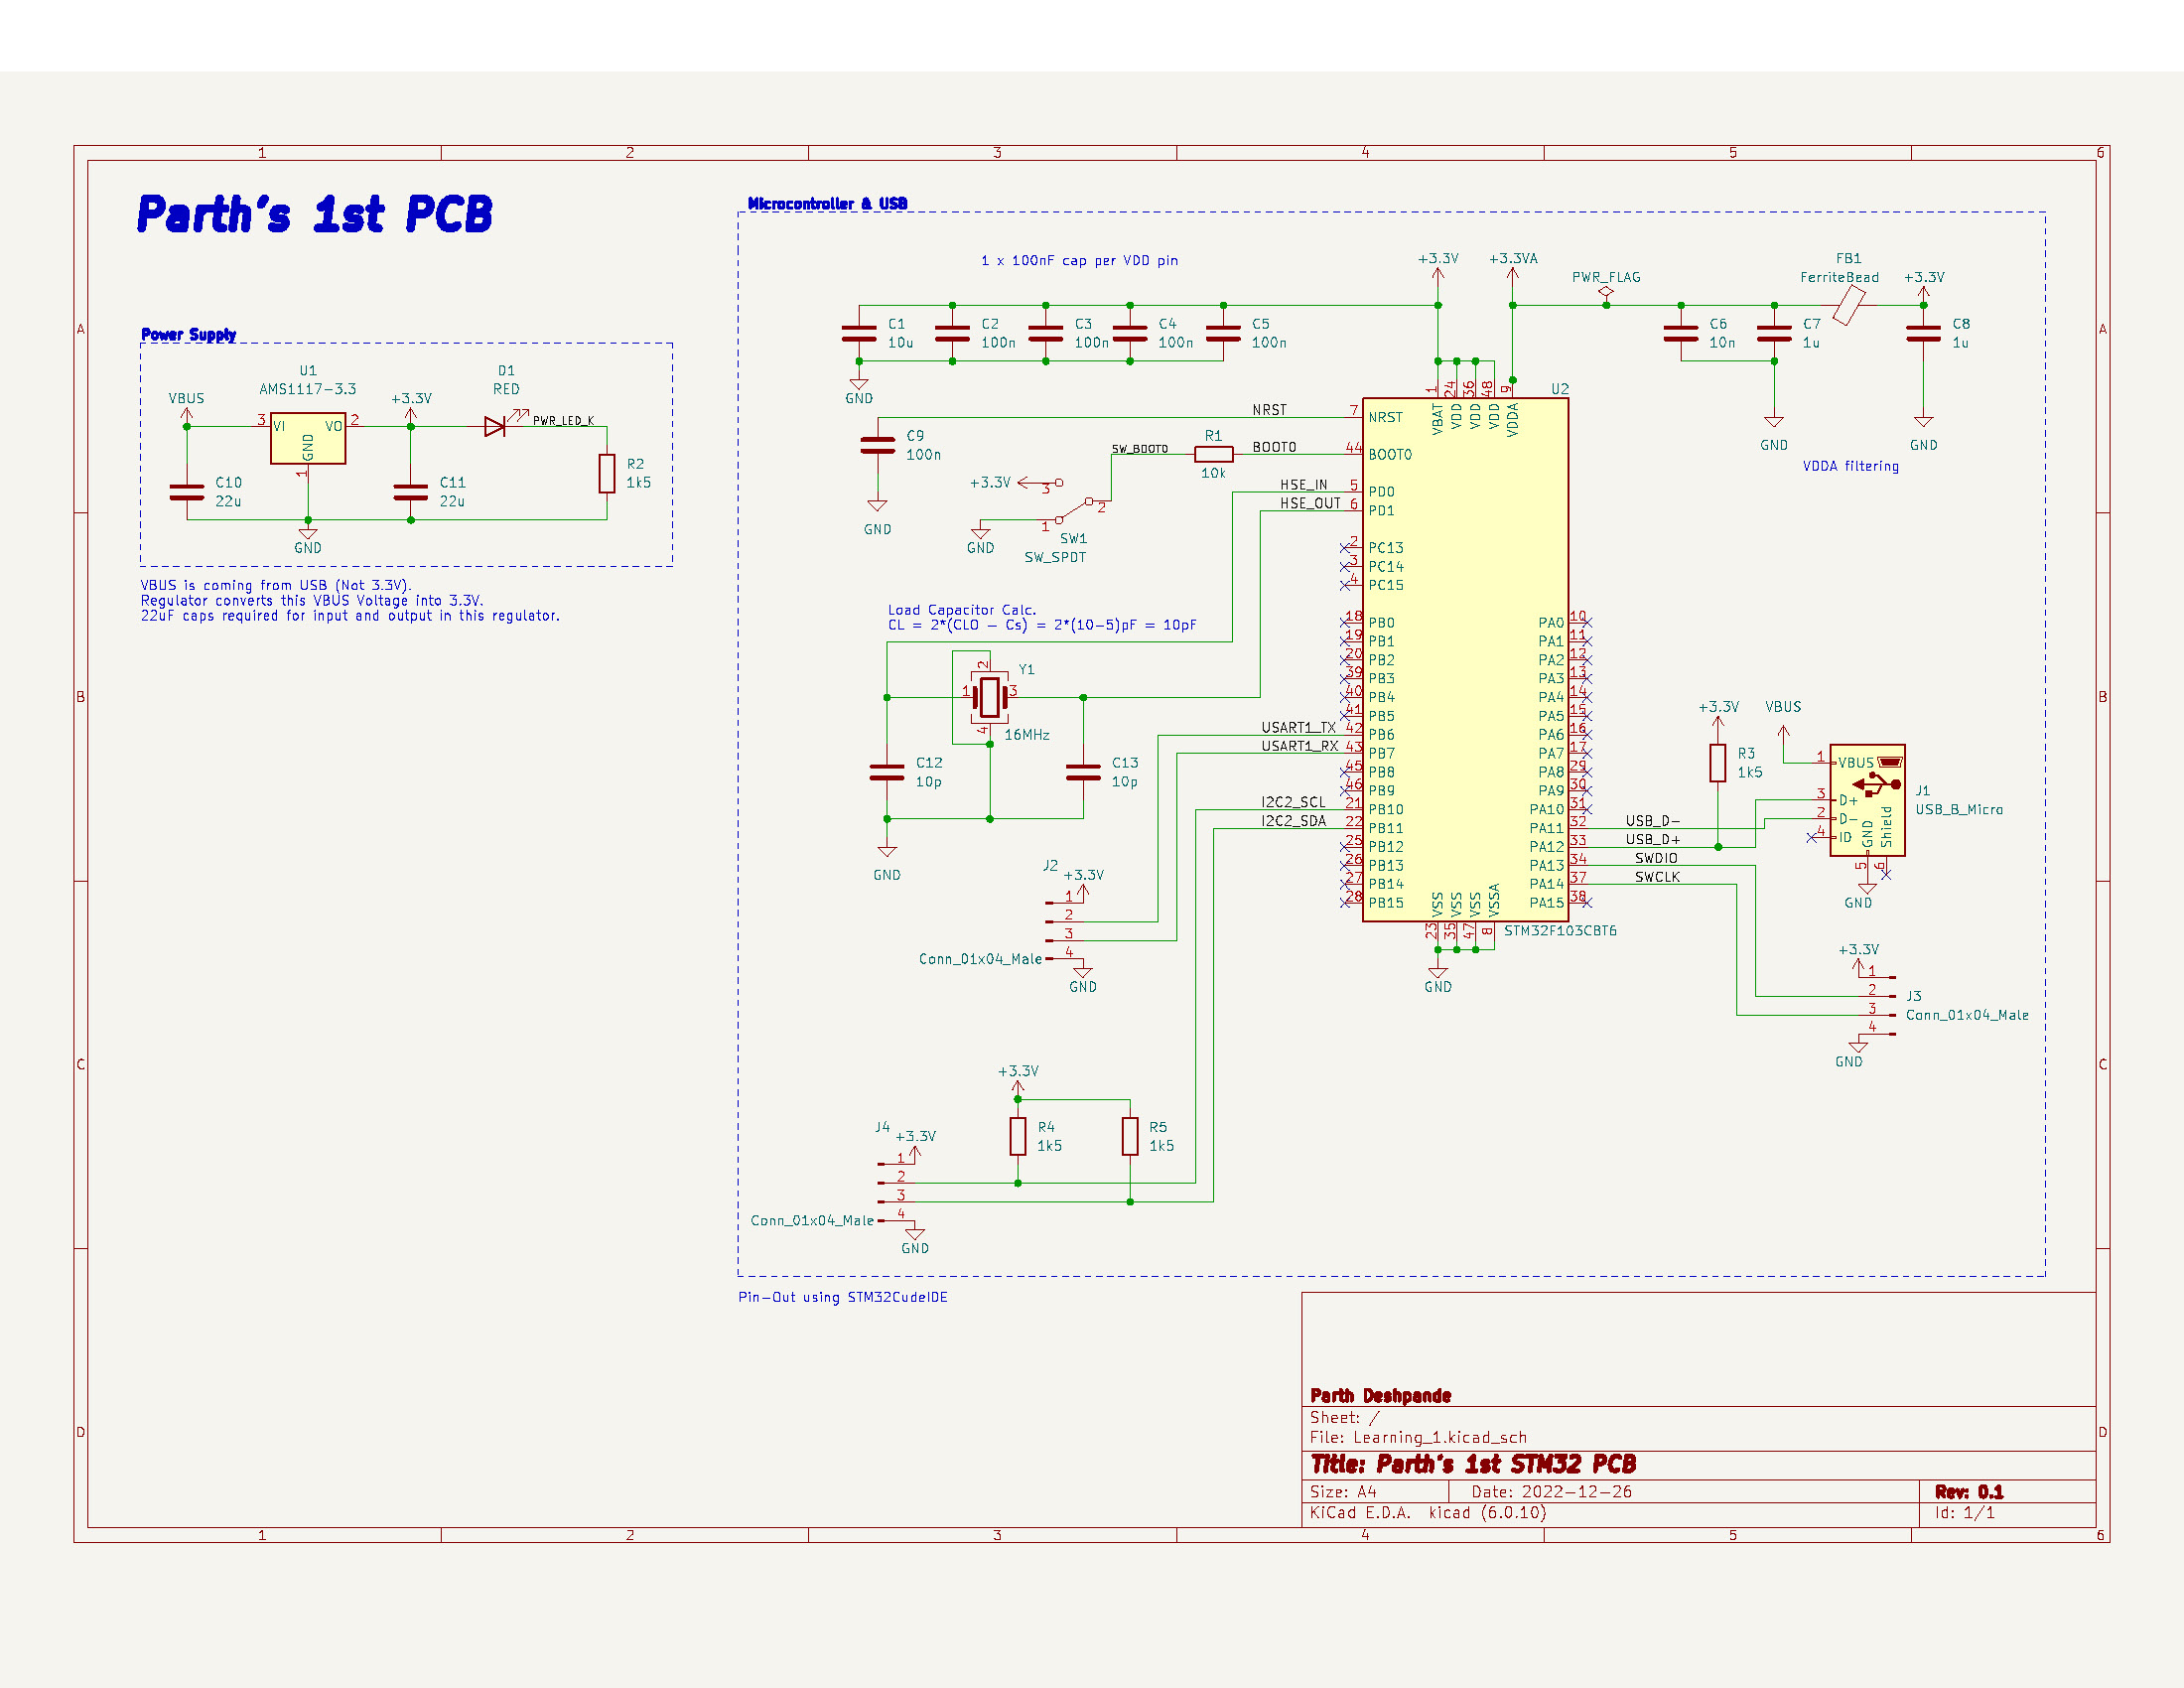 1 2 3 4 5 6
Parth's 1st PCB
Power Supply
U1
AMS1117-3.3
D1
RED
VBUS
+3.3V
PWR_LED_K
3 VI
VO 2
GND
1
R2
1k5
C10
22u
C11
22u
GND
VBUS is coming from USB (Not 3.3V).
Regulator converts this VBUS Voltage into 3.3V.
22uF caps required for input and output in this regulator.
Microcontroller & USB
1 x 100nF cap per VDD pin
+3.3V
+3.3VA
PWR_FLAG
FB1
FerriteBead
+3.3V
C1
10u
C2
100n
C3
100n
C4
100n
C5
100n
C6
10n
C7
1u
C8
1u
GND
GND
GND
VDDA filtering
NRST
C9
100n
GND
SW_BOOT0
R1
10k
BOOT0
+3.3V
3
2
1
GND
SW1
SW_SPDT
HSE_IN
HSE_OUT
Load Capacitor Calc.
CL = 2*(CLO - Cs) = 2*(10-5)pF = 10pF
Y1
16MHz
1
2
3
4
C12
10p
C13
10p
GND
USART1_TX
USART1_RX
I2C2_SCL
I2C2_SDA
U2
STM32F103CBT6
1 VBAT
24 VDD
36 VDD
48 VDD
9 VDDA
7 NRST
44 BOOT0
5 PD0
6 PD1
2 PC13
3 PC14
4 PC15
18 PB0
19 PB1
20 PB2
39 PB3
40 PB4
41 PB5
42 PB6
43 PB7
45 PB8
46 PB9
21 PB10
22 PB11
25 PB12
26 PB13
27 PB14
28 PB15
PA0 10
PA1 11
PA2 12
PA3 13
PA4 14
PA5 15
PA6 16
PA7 17
PA8 29
PA9 30
PA10 31
PA11 32
PA12 33
PA13 34
PA14 37
PA15 38
VSS 23
VSS 35
VSS 47
VSSA 8
GND
USB_D-
USB_D+
SWDIO
SWCLK
+3.3V
R3
1k5
VBUS
1 VBUS
3 D+
2 D-
4 ID
GND 5
Shield 6
J1
USB_B_Micro
GND
+3.3V
1
2
3
4
J3
Conn_01x04_Male
GND
J2
+3.3V
1
2
3
4
Conn_01x04_Male
GND
+3.3V
R4
1k5
R5
1k5
J4
+3.3V
1
2
3
4
Conn_01x04_Male
GND
Pin-Out using STM32CudeIDE
Parth Deshpande
Sheet: /
File: Learning_1.kicad_sch
Title: Parth's 1st STM32 PCB
Size: A4
Date: 2022-12-26
Rev: 0.1
KiCad E.D.A. kicad (6.0.10)
Id: 1/1
A A
B B
C C
D D
1 2 3 4 5 6